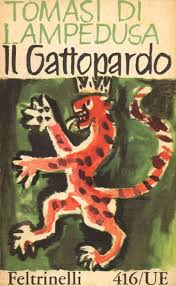 TOMASI DI
LAMPEDUSA
Il Gattopardo
Feltrinelli 416/UE